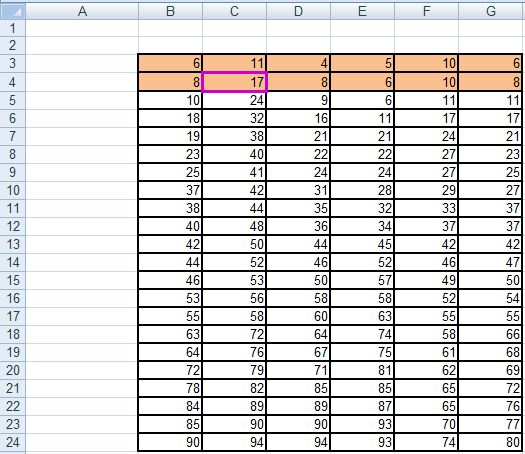 A B C D E F G
1
2
3 6 11 4 5 10 6
4 8 17 8 6 10 8
5 10 24 9 6 11 11
6 18 32 16 11 17 17
7 19 38 21 21 24 21
8 23 40 22 22 27 23
9 25 41 24 24 27 25
10 37 42 31 28 29 27
11 38 44 35 32 33 37
12 40 48 36 34 37 37
13 42 50 44 45 42 42
14 44 52 46 52 46 47
15 46 53 50 57 49 50
16 53 56 58 58 52 54
17 55 58 60 63 55 55
18 63 72 64 74 58 66
19 64 76 67 75 61 68
20 72 79 71 81 62 69
21 78 82 85 85 65 72
22 84 89 89 87 65 76
23 85 90 90 93 70 77
24 90 94 94 93 74 80